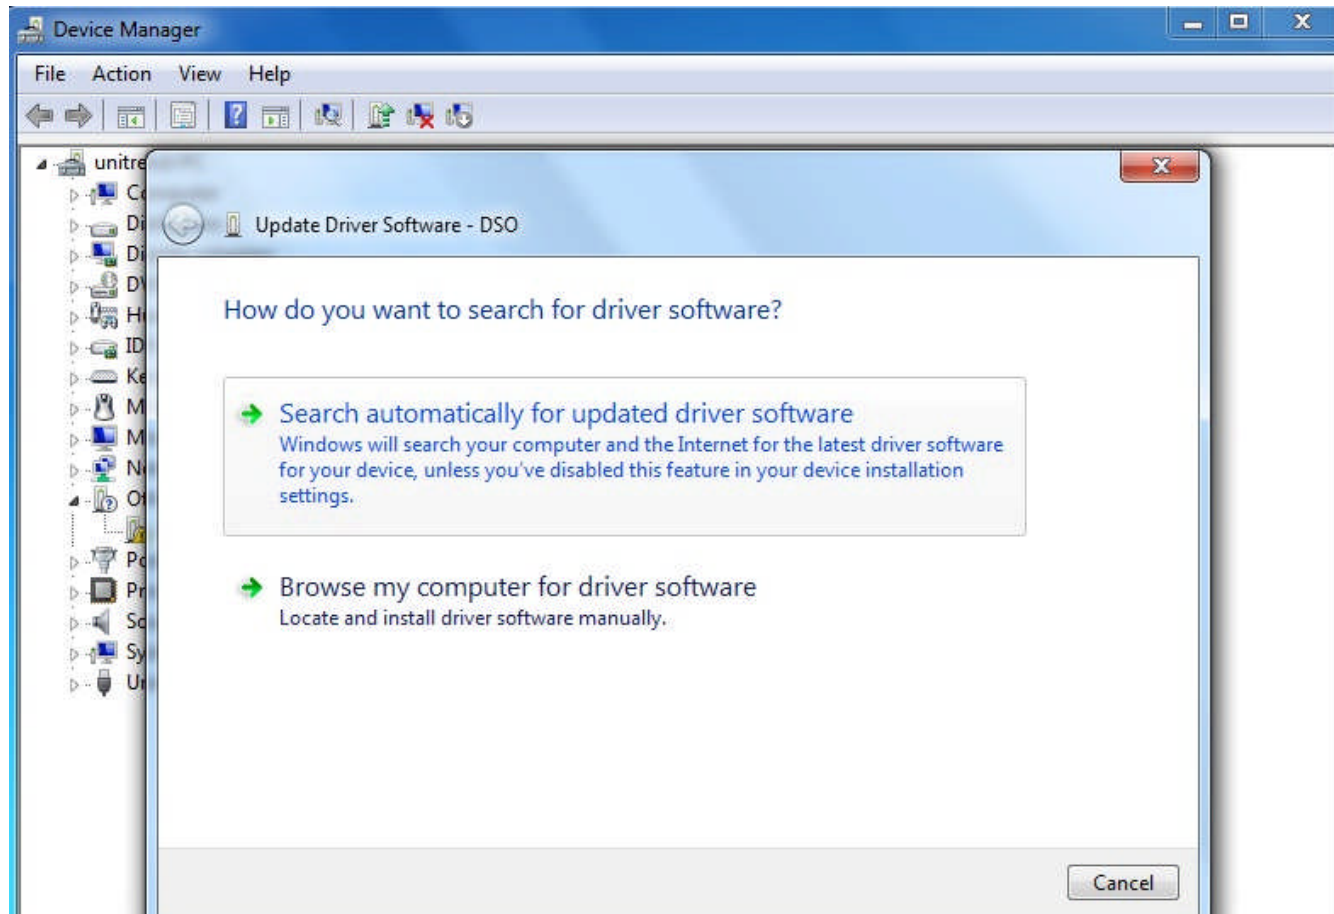 Device Manager
File Action View Help
unitre
Update Driver Software - DSO
How do you want to search for driver software?
Search automatically for updated driver software
Windows will search your computer and the Internet for the latest driver software
for your device, unless you've disabled this feature in your device installation
settings.
Browse my computer for driver software
Locate and install driver software manually.
Cancel